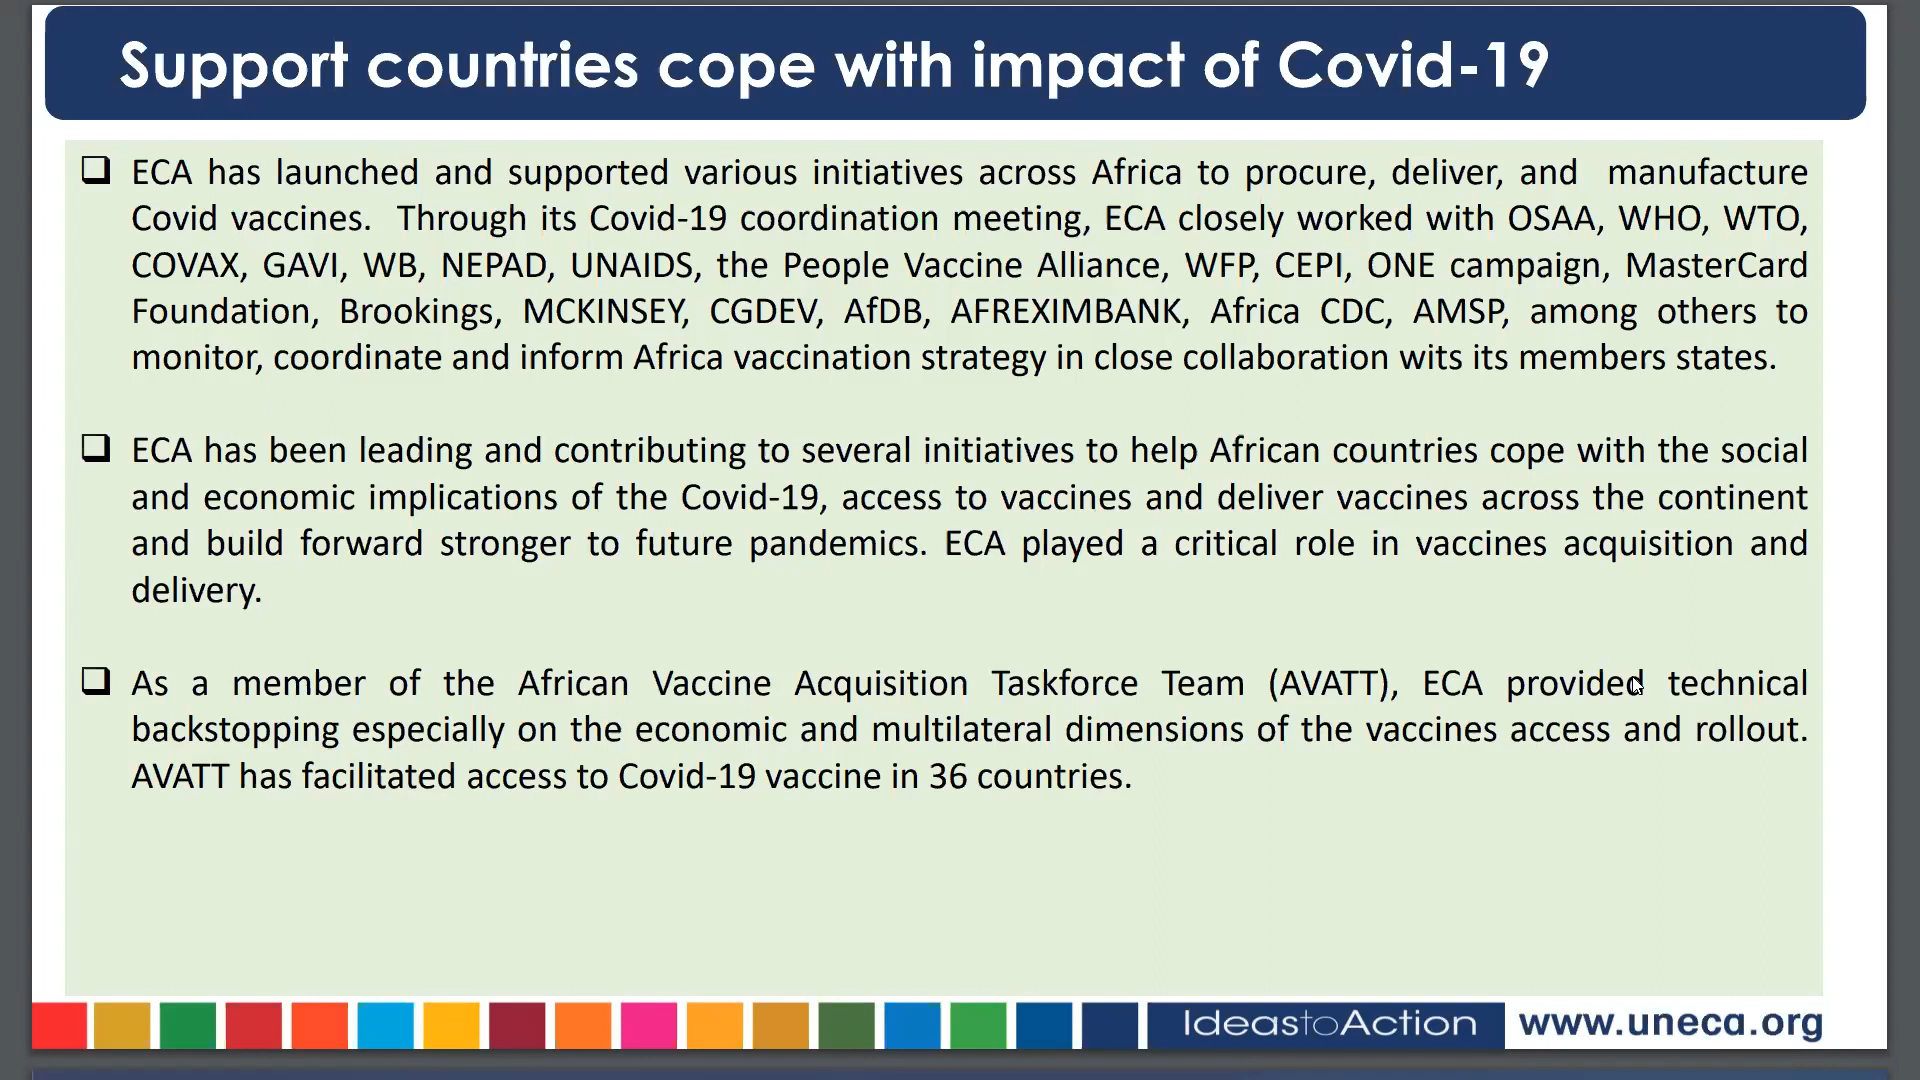 Support countries cope with impact of Covid-19
ECA has launched and supported various initiatives across Africa to procure, deliver, and manufacture
Covid vaccines. Through its Covid-19 coordination meeting, ECA closely worked with OSAA, WHO, WTO,
COVAX, GAVI, WB, NEPAD, UNAIDS, the People Vaccine Alliance, WFP, CEPI, ONE campaign, MasterCard
Foundation, Brookings, MCKINSEY, CGDEV, AfDB, AFREXIMBANK, Africa CDC, AMSP, among others to
monitor, coordinate and inform Africa vaccination strategy in close collaboration wits its members states.
ECA has been leading and contributing to several initiatives to help African countries cope with the social
and economic implications of the Covid-19, access to vaccines and deliver vaccines across the continent
and build forward stronger to future pandemics. ECA played a critical role in vaccines acquisition and
delivery.
As a member of the African Vaccine Acquisition Taskforce Team (AVATT), ECA provided technical
backstopping especially on the economic and multilateral dimensions of the vaccines access and rollout.
AVATT has facilitated access to Covid-19 vaccine in 36 countries.
IdeastoAction www.uneca.org